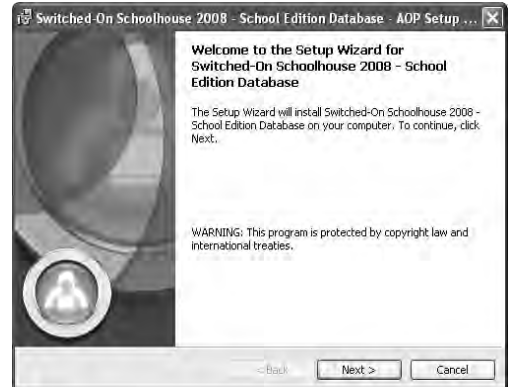 Switched-On Schoolhouse 2008 - School Edition Database - AOP Setup ...
Welcome to the Setup Wizard for
Switched-On Schoolhouse 2008 - School
Edition Database
The Setup Wizard will install Switched-On Schoolhouse 2008 -
School Edition Database on your computer. To continue, click
Next.
WARNING: This program is protected by copyright law and
international treaties.
< Back Next > Cancel